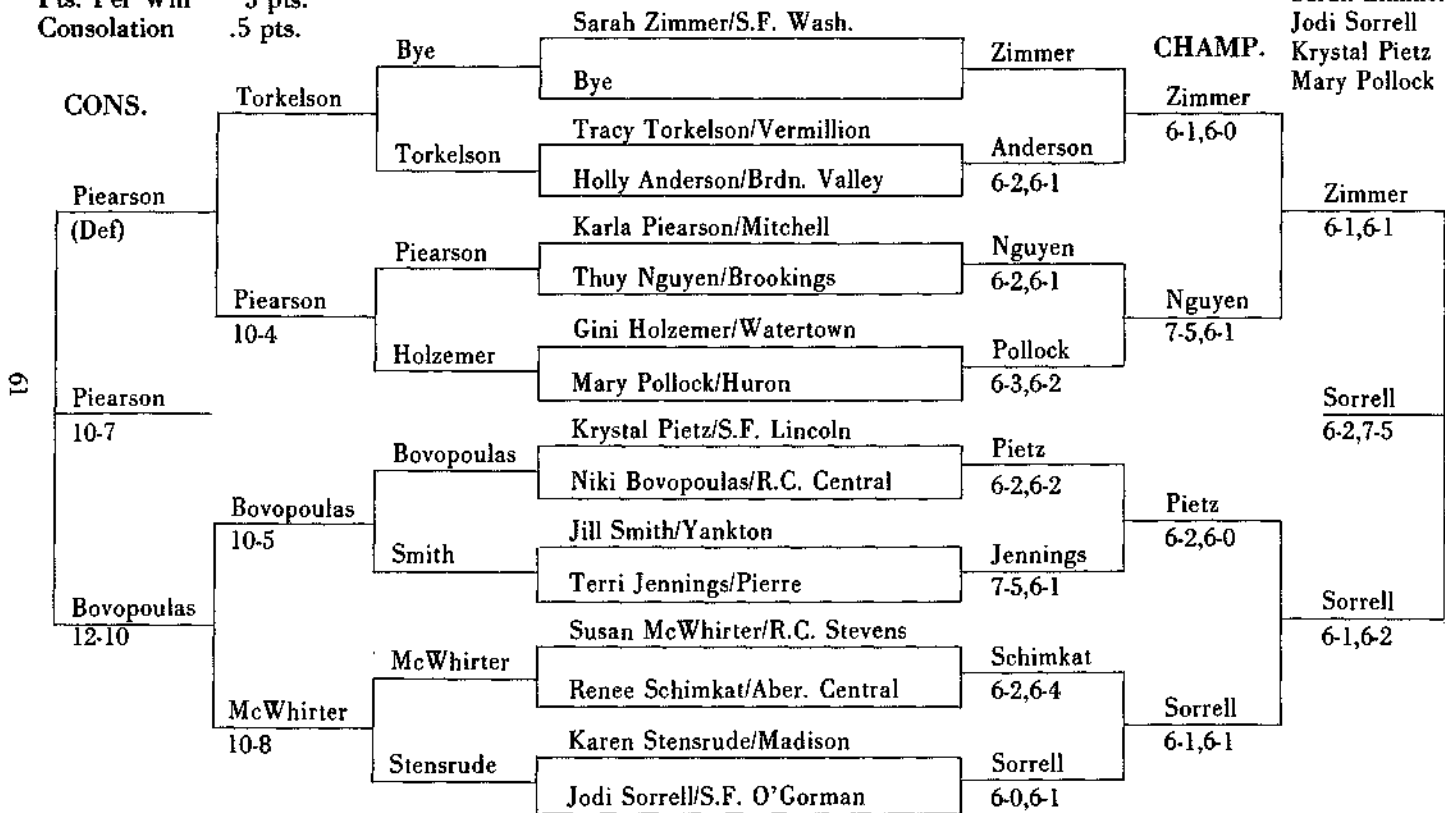 Consolation .5 pts.
Jodi Sorrell
Krystal Pietz
Mary Pollock
CONS.
CHAMP.
Bye
Torkelson
Torkelson
Piearson
(Def)
Piearson
Piearson
10-4
Holzemer
Piearson
10-7
Bovopoulas
Bovopoulas
10-5
Smith
Bovopoulas
12-10
McWhirter
McWhirter
10-8
Stensrude
61
Sarah Zimmer/S.F. Wash.
Bye
Tracy Torkelson/Vermillion
Holly Anderson/Brdn. Valley
Karla Piearson/Mitchell
Thuy Nguyen/Brookings
Gini Holzemer/Watertown
Mary Pollock/Huron
Krystal Pietz/S.F. Lincoln
Niki Bovopoulas/R.C. Central
Jill Smith/Yankton
Terri Jennings/Pierre
Susan McWhirter/R.C. Stevens
Renee Schimkat/Aber. Central
Karen Stensrude/Madison
Jodi Sorrell/S.F. O'Gorman
Zimmer
Anderson
6-2,6-1
Nguyen
6-2,6-1
Pollock
6-3,6-2
Pietz
6-2,6-2
Jennings
7-5,6-1
Schimkat
6-2,6-4
Sorrell
6-0,6-1
Zimmer
6-1,6-0
Nguyen
7-5,6-1
Pietz
6-2,6-0
Sorrell
6-1,6-1
Zimmer
6-1,6-1
Sorrell
6-1,6-2
Sorrell
6-2,7-5